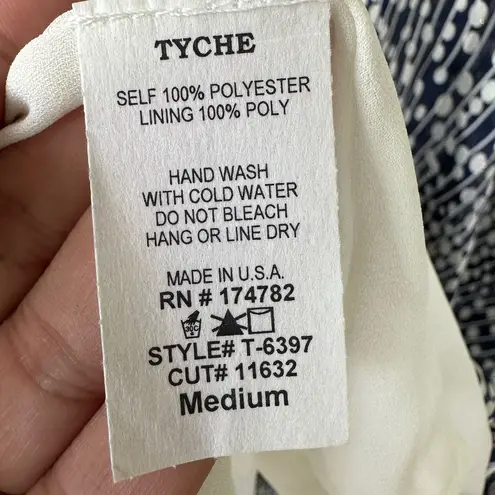 TYCHE
SELF 100% POLYESTER
LINING 100% POLY
HAND WASH
WITH COLD WATER
DO NOT BLEACH
HANG OR LINE DRY
MADE IN U.S.A.
RN # 174782
30C
STYLE# T-6397
CUT# 11632
Medium